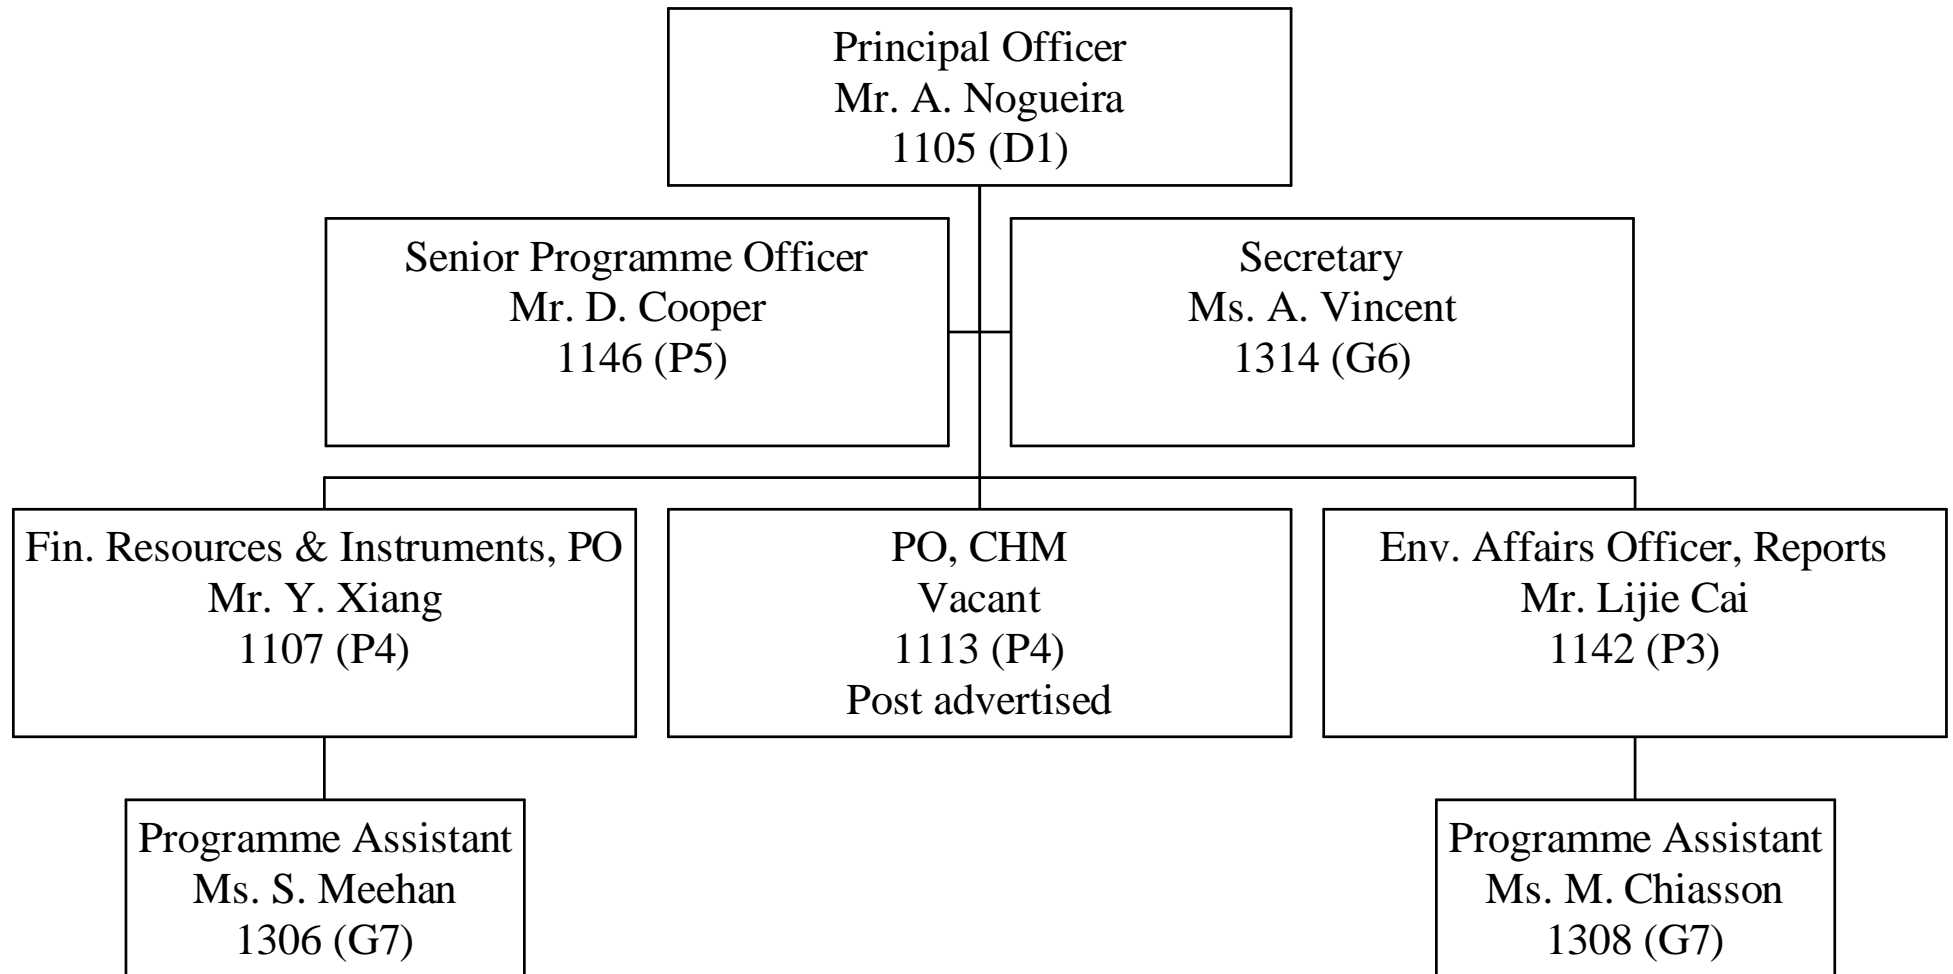 Principal Officer
Mr. A. Nogueira
1105 (D1)
Senior Programme Officer
Mr. D. Cooper
1146 (P5)
Secretary
Ms. A. Vincent
1314 (G6)
Fin. Resources & Instruments, PO
Mr. Y. Xiang
1107 (P4)
PO, CHM
Vacant
1113 (P4)
Post advertised
Env. Affairs Officer, Reports
Mr. Lijie Cai
1142 (P3)
Programme Assistant
Ms. S. Meehan
1306 (G7)
Programme Assistant
Ms. M. Chiasson
1308 (G7)